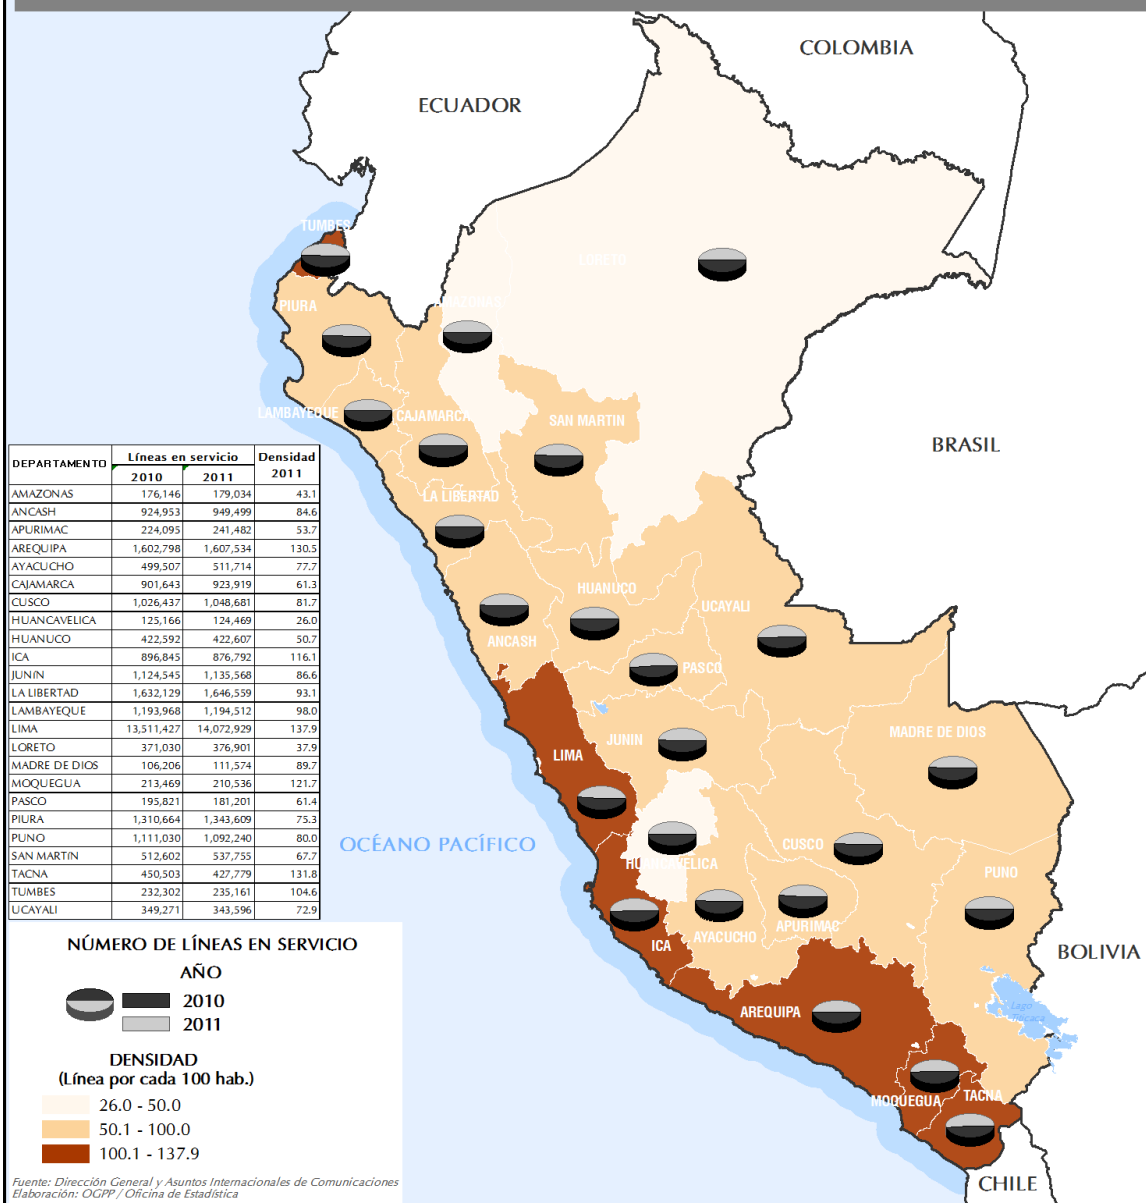 COLOMBIA
ECUADOR
TUMBES
LORETO
PIURA
AMAZONAS
LAMBAYEQUE
CAJAMARCA
SAN MARTIN
BRASIL
LA LIBERTAD
HUANUCO
UCAYALI
ANCASH
PASCO
MADRE DE DIOS
JUNIN
LIMA
OCÉANO PACÍFICO
CUSCO
HUANCAVELICA
PUNO
APURIMAC
AYACUCHO
ICA
BOLIVIA
AREQUIPA
Lago
Titicaca
MOQUEGUA
TACNA
CHILE
DEPARTAMENTO Líneas en servicio Densidad
2010 2011 2011
AMAZONAS 176,146 179,034 43.1
ANCASH 924,953 949,499 84.6
APURIMAC 224,095 241,482 53.7
AREQUIPA 1,602,798 1,607,534 130.5
AYACUCHO 499,507 511,714 77.7
CAJAMARCA 901,643 923,919 61.3
CUSCO 1,026,437 1,048,681 81.7
HUANCAVELICA 125,166 124,469 26.0
HUANUCO 422,592 422,607 50.7
ICA 896,845 876,792 116.1
JUNIN 1,124,545 1,135,568 86.6
LA LIBERTAD 1,632,129 1,646,559 93.1
LAMBAYEQUE 1,193,968 1,194,512 98.0
LIMA 13,511,427 14,072,929 137.9
LORETO 371,030 376,901 37.9
MADRE DE DIOS 106,206 111,574 89.7
MOQUEGUA 213,469 210,536 121.7
PASCO 195,821 181,201 61.4
PIURA 1,310,664 1,343,609 75.3
PUNO 1,111,030 1,092,240 80.0
SAN MARTIN 512,602 537,755 67.7
TACNA 450,503 427,779 131.8
TUMBES 232,302 235,161 104.6
UCAYALI 349,271 343,596 72.9
NÚMERO DE LÍNEAS EN SERVICIO
AÑO
2010
2011
DENSIDAD
(Línea por cada 100 hab.)
26.0 - 50.0
50.1 - 100.0
100.1 - 137.9
Fuente: Dirección General y Asuntos Internacionales de Comunicaciones
Elaboración: OGPP / Oficina de Estadística